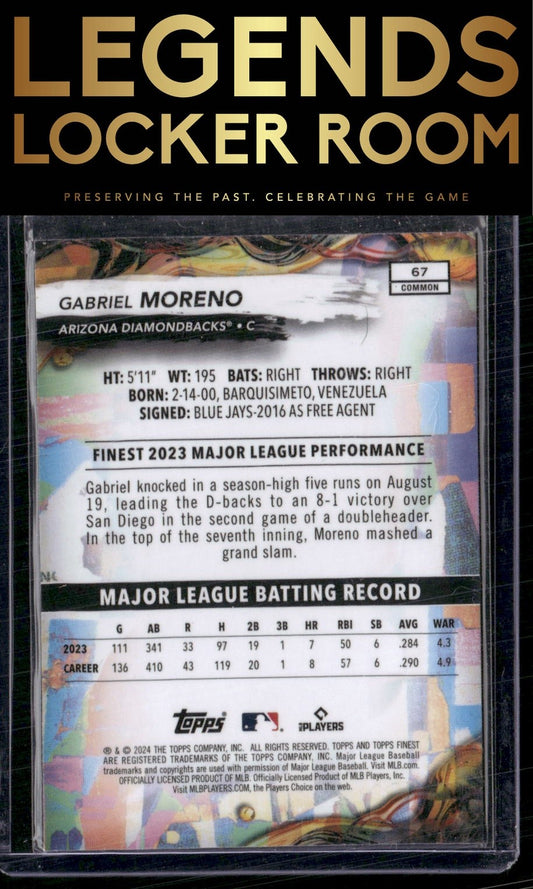 LEGENDS
LOCKER ROOM
PRESERVING THE PAST. CELEBRATING THE GAME
67
COMMON
GABRIEL MORENO
ARIZONA DIAMONDBACKS® • C
HT: 5'11" WT: 195 BATS: RIGHT THROWS: RIGHT
BORN: 2-14-00, BARQUISIMETO, VENEZUELA
SIGNED: BLUE JAYS-2016 AS FREE AGENT
FINEST 2023 MAJOR LEAGUE PERFORMANCE
Gabriel knocked in a season-high five runs on August
19, leading the D-backs to an 8-1 victory over
San Diego in the second game of a doubleheader.
In the top of the seventh inning, Moreno mashed a
grand slam.
NK
MAJOR LEAGUE BATTING RECORD
G AB R H 2B 3B HR RBI SB AVG WAR
2023 111 341 33 97 19 1 7 50 6 .284 4.3
CAREER 136 410 43 119 20 1 8 57 6 .290 4.9
Topps
PLAYERS
® & © 2024 THE TOPPS COMPANY, INC. ALL RIGHTS RESERVED. TOPPS AND TOPPS FINEST
ARE REGISTERED TRADEMARKS OF THE TOPPS COMPANY, INC. Major League Baseball
trademarks and copyrights are used with permission of Major League Baseball. Visit MLB.com.
OFFICIALLY LICENSED PRODUCT OF MLB. Officially Licensed Product of MLB Players, Inc.
Visit MLBPLAYERS.COM, the Players Choice on the web.